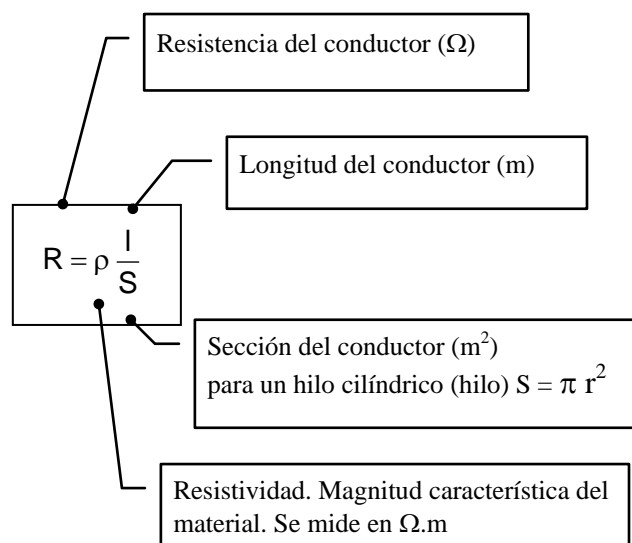 Resistencia del conductor (Ω)
Longitud del conductor (m)
R = ρ l/S
Sección del conductor (m²)
para un hilo cilíndrico (hilo) S = π r²
Resistividad. Magnitud característica del
material. Se mide en Ω.m